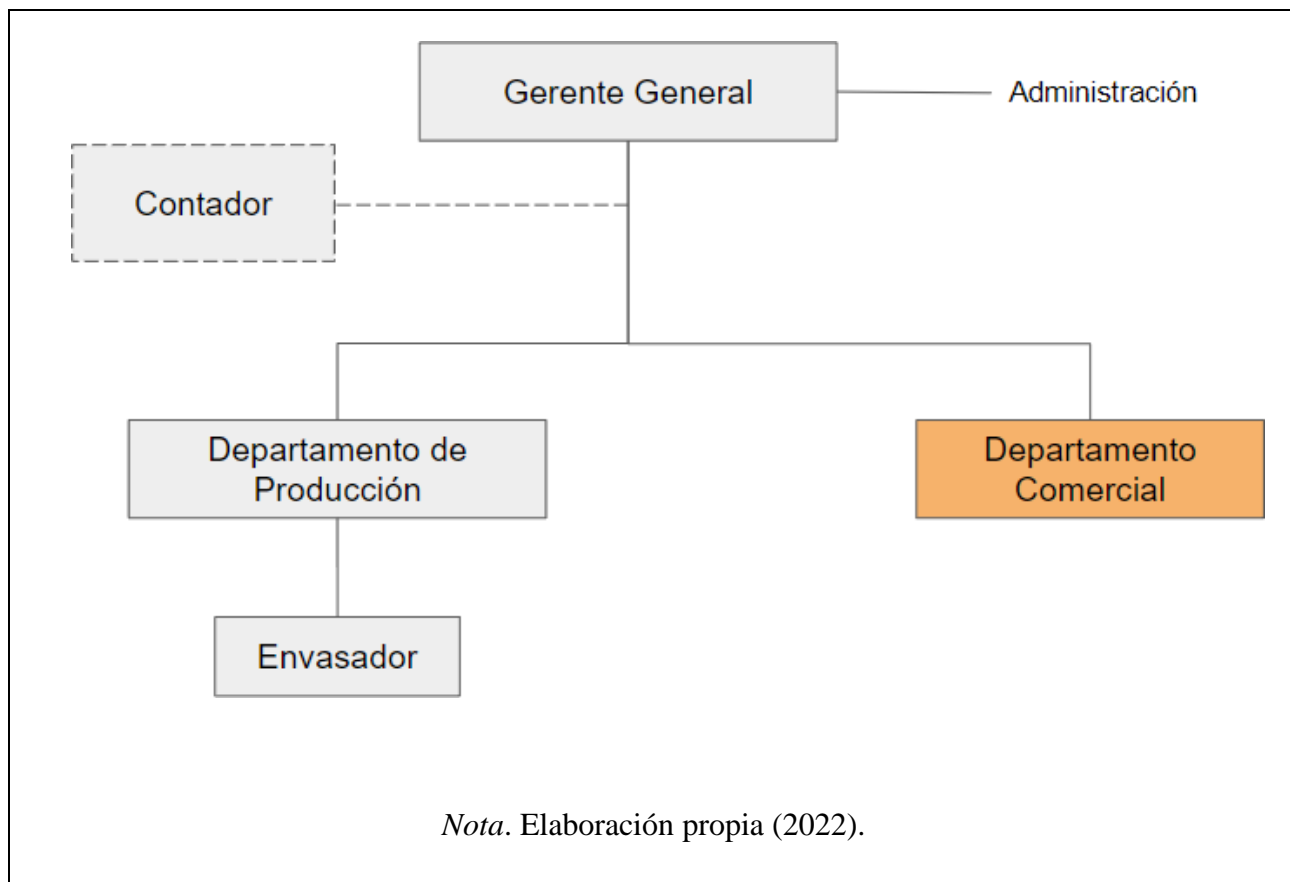 Gerente General
Administración
Contador
Departamento de
Producción
Departamento
Comercial
Envasador
Nota. Elaboración propia (2022).